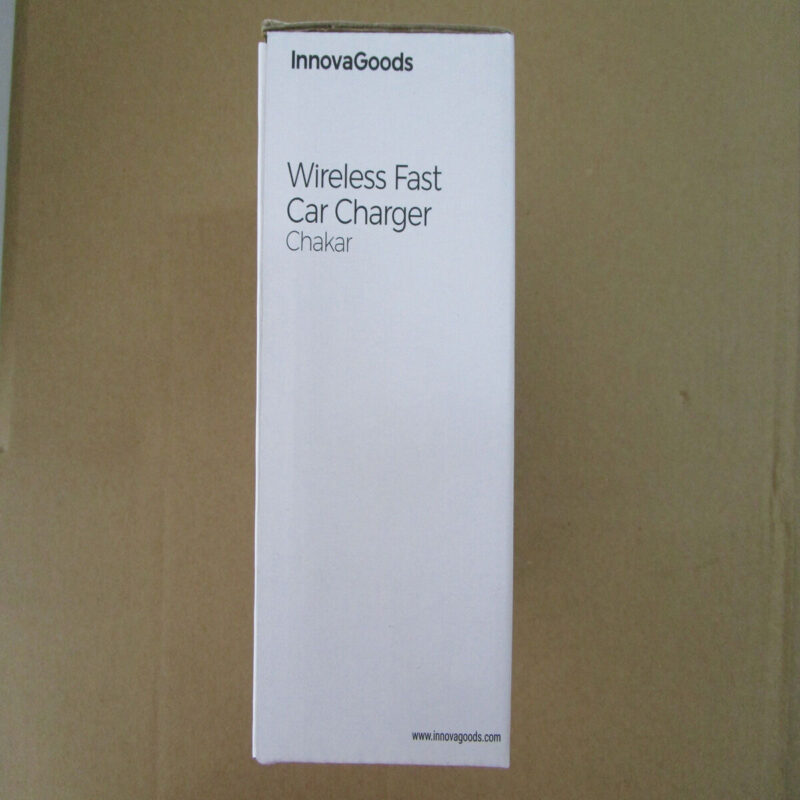 InnovaGoods
Wireless Fast
Car Charger
Chakar
www.innovagoods.com